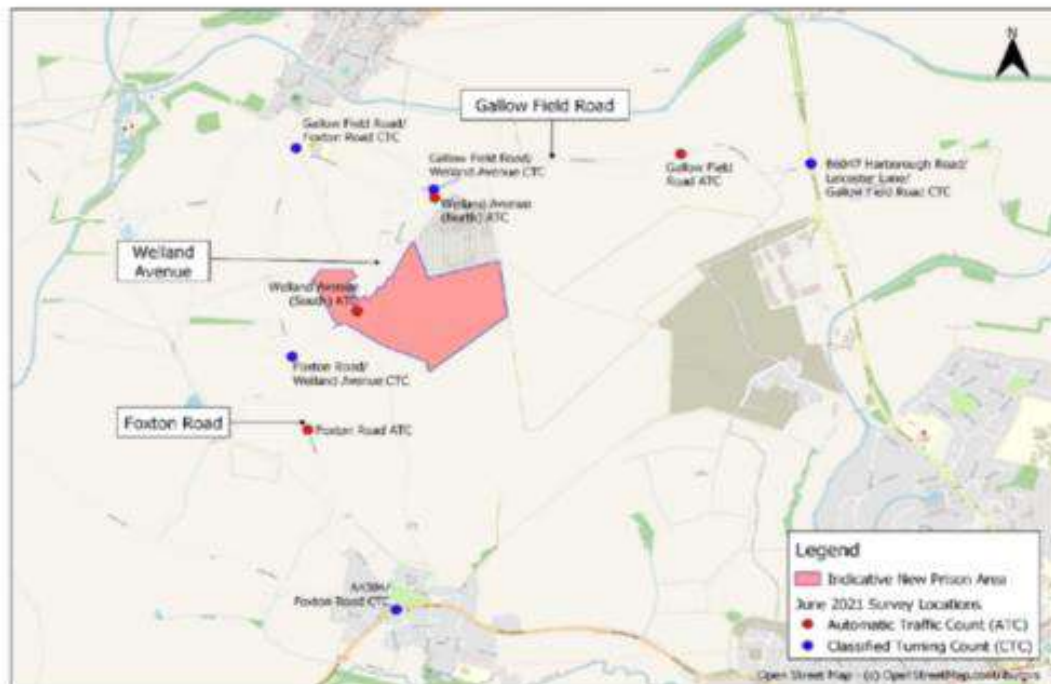 N
Gallow Field Road
Gallow Field Road/
Foxton Road CTC
Gallow Field Road/
Welland Avenue CTC
Gallow Field
Road ATC
B6047 Harborough Road/
Leicester Lane/
Gallow Field Road CTC
Welland Avenue
(North) ATC
Welland
Avenue
Welland Avenue
(South) ATC
Foxton Road/
Welland Avenue CTC
Foxton Road
Foxton Road ATC
Foxton Road CTC
Legend
Indicative New Prison Area
June 2021 Survey Locations
Automatic Traffic Count (ATC)
Classified Turning Count (CTC)
Open Street Map - (c) OpenStreetMap contributors